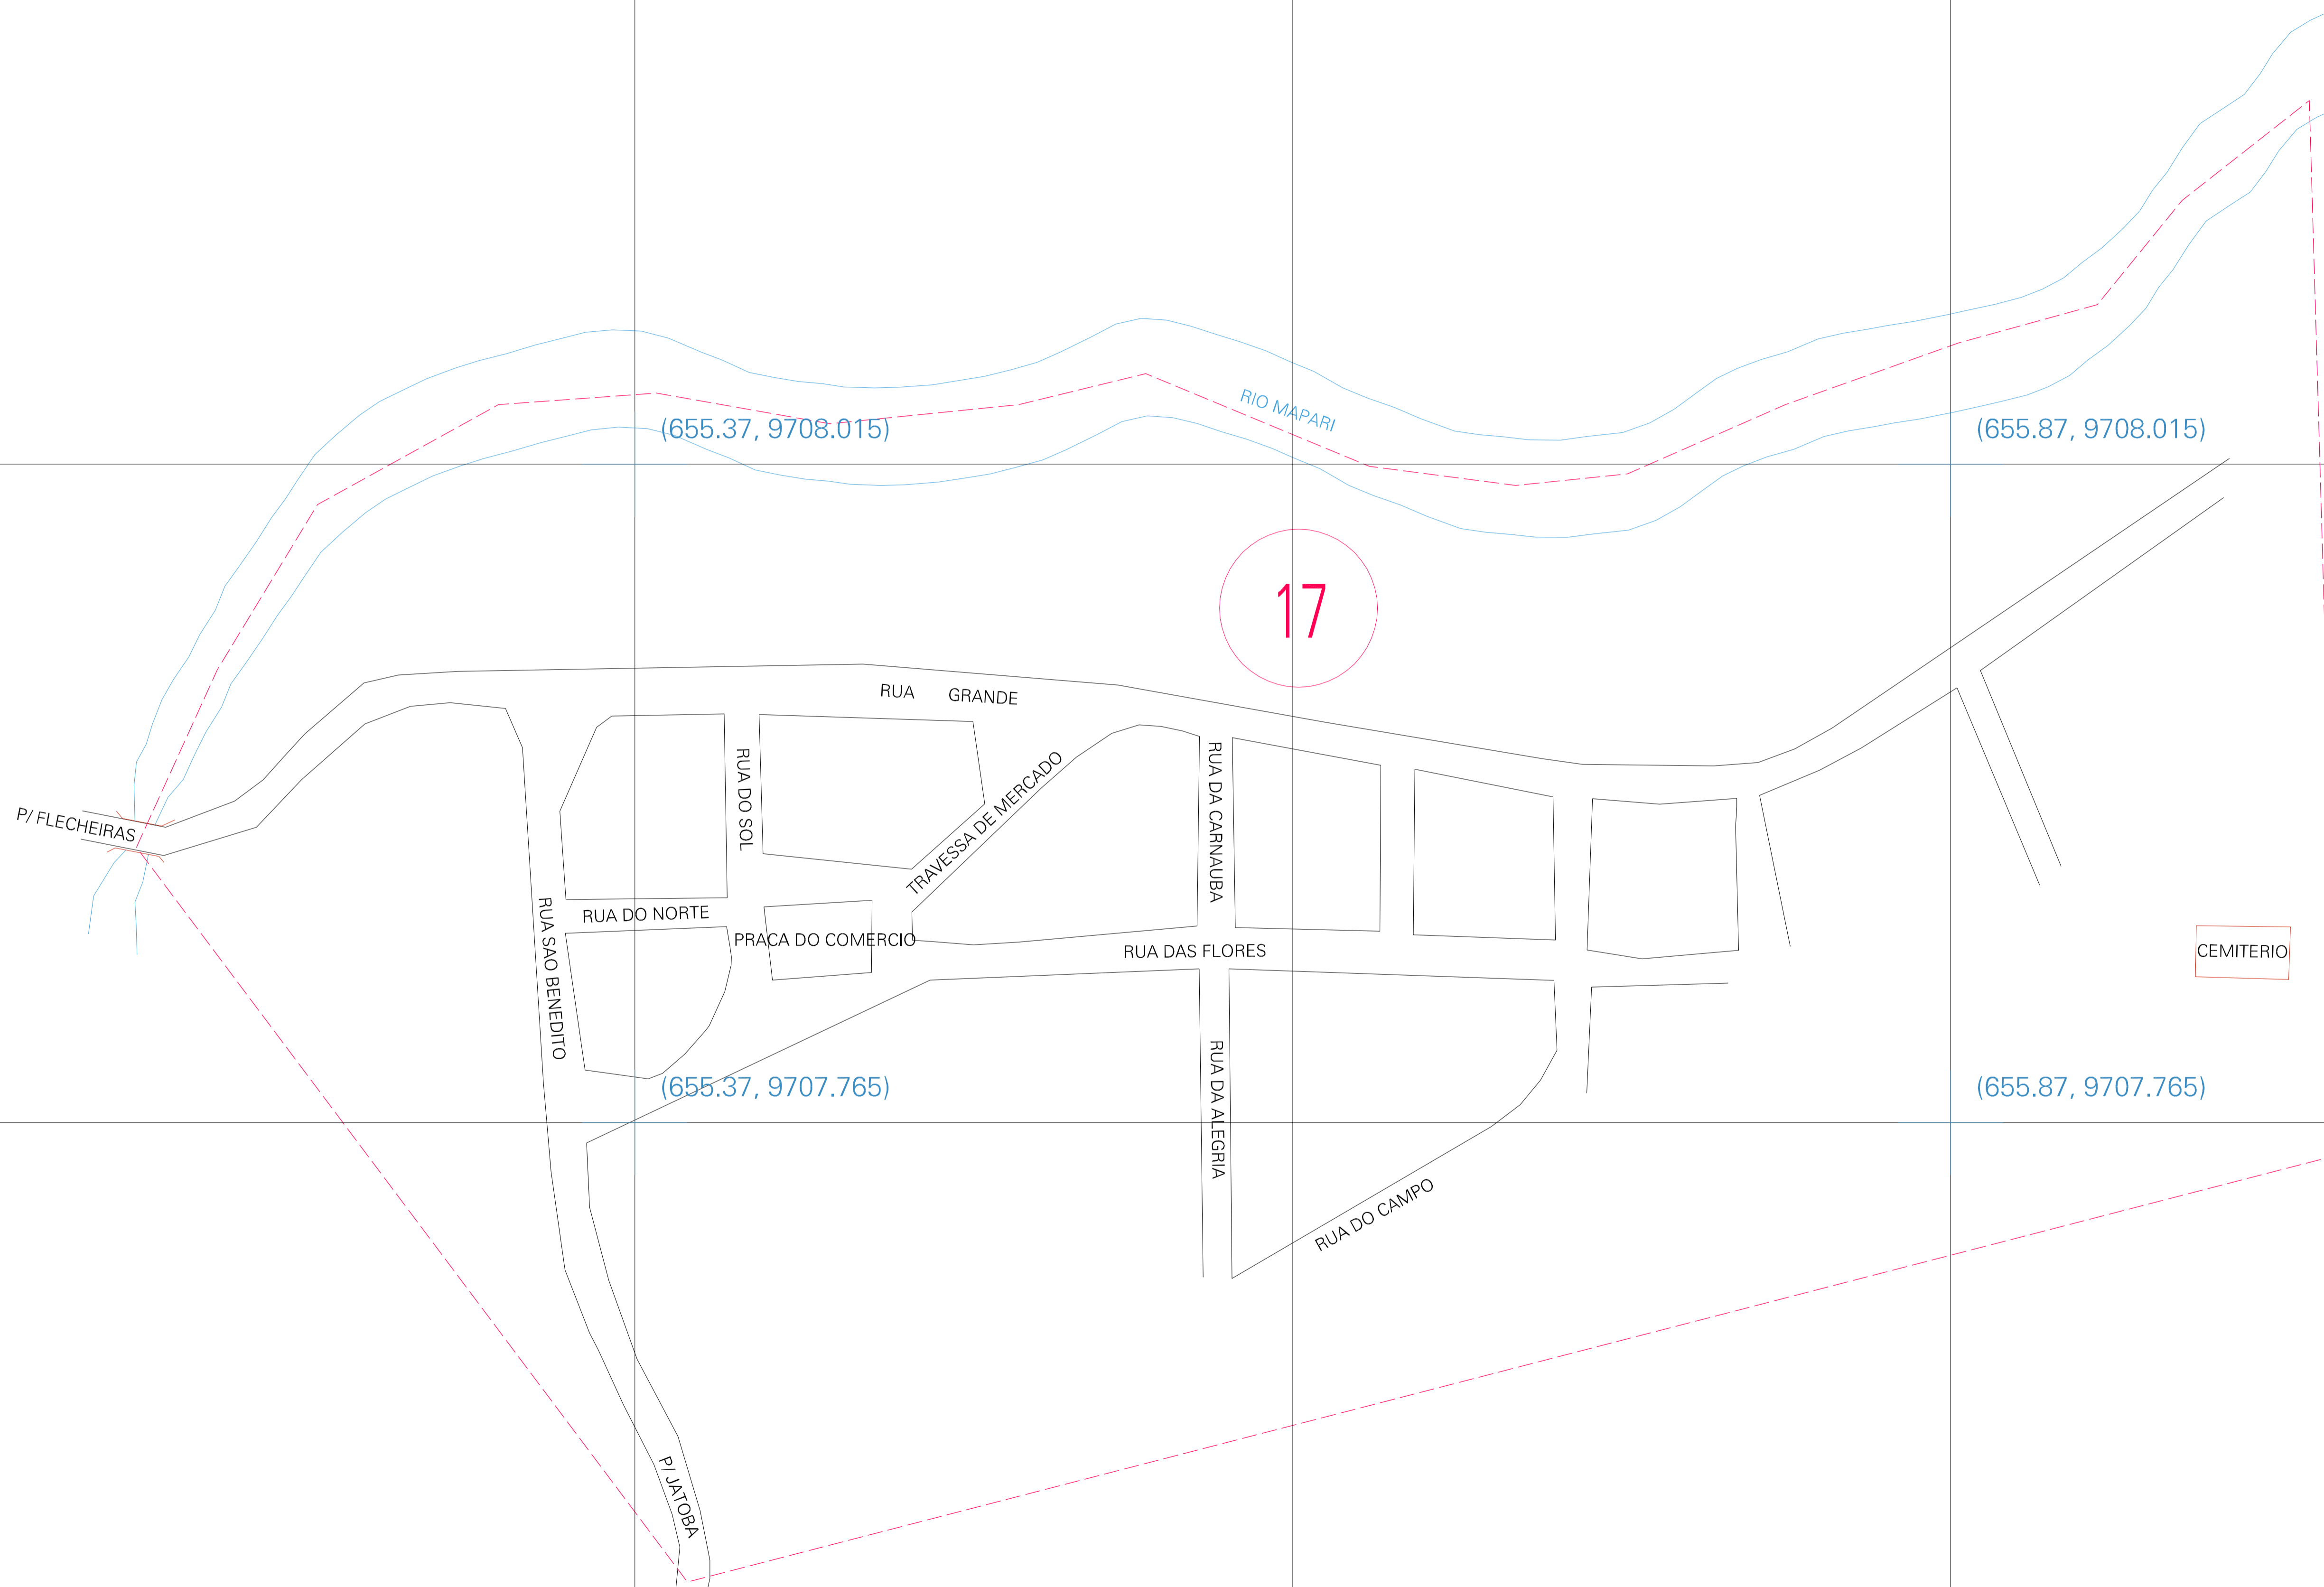 RIO MAPARI
(655.37, 9708.015)
(655.87, 9708.015)
17
RUA GRANDE
P/ FLECHEIRAS
RUA DO SOL
TRAVESSA DE MERCADO
RUA DA CARNAUBA
RUA SAO BENEDITO
RUA DO NORTE
PRACA DO COMERCIO
RUA DAS FLORES
CEMITERIO
(655.37, 9707.765)
(655.87, 9707.765)
RUA DA ALEGRIA
RUA DO CAMPO
P/ JATOBA